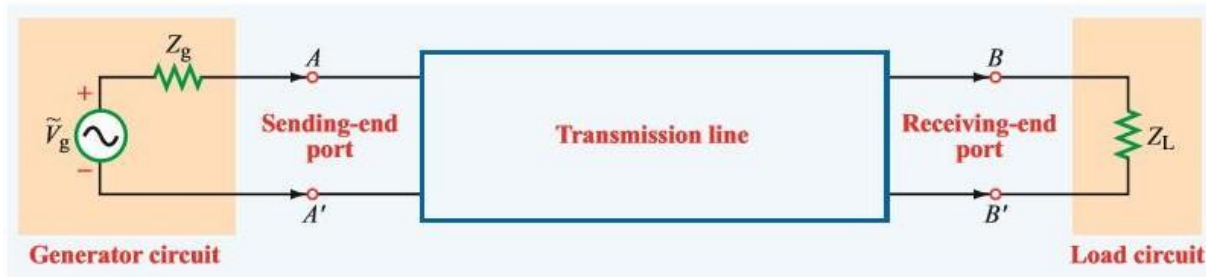 Z_g
A
B
+
Ṽ_g
Sending-end
port
Transmission line
Receiving-end
port
Z_L
−
A'
B'
Generator circuit
Load circuit